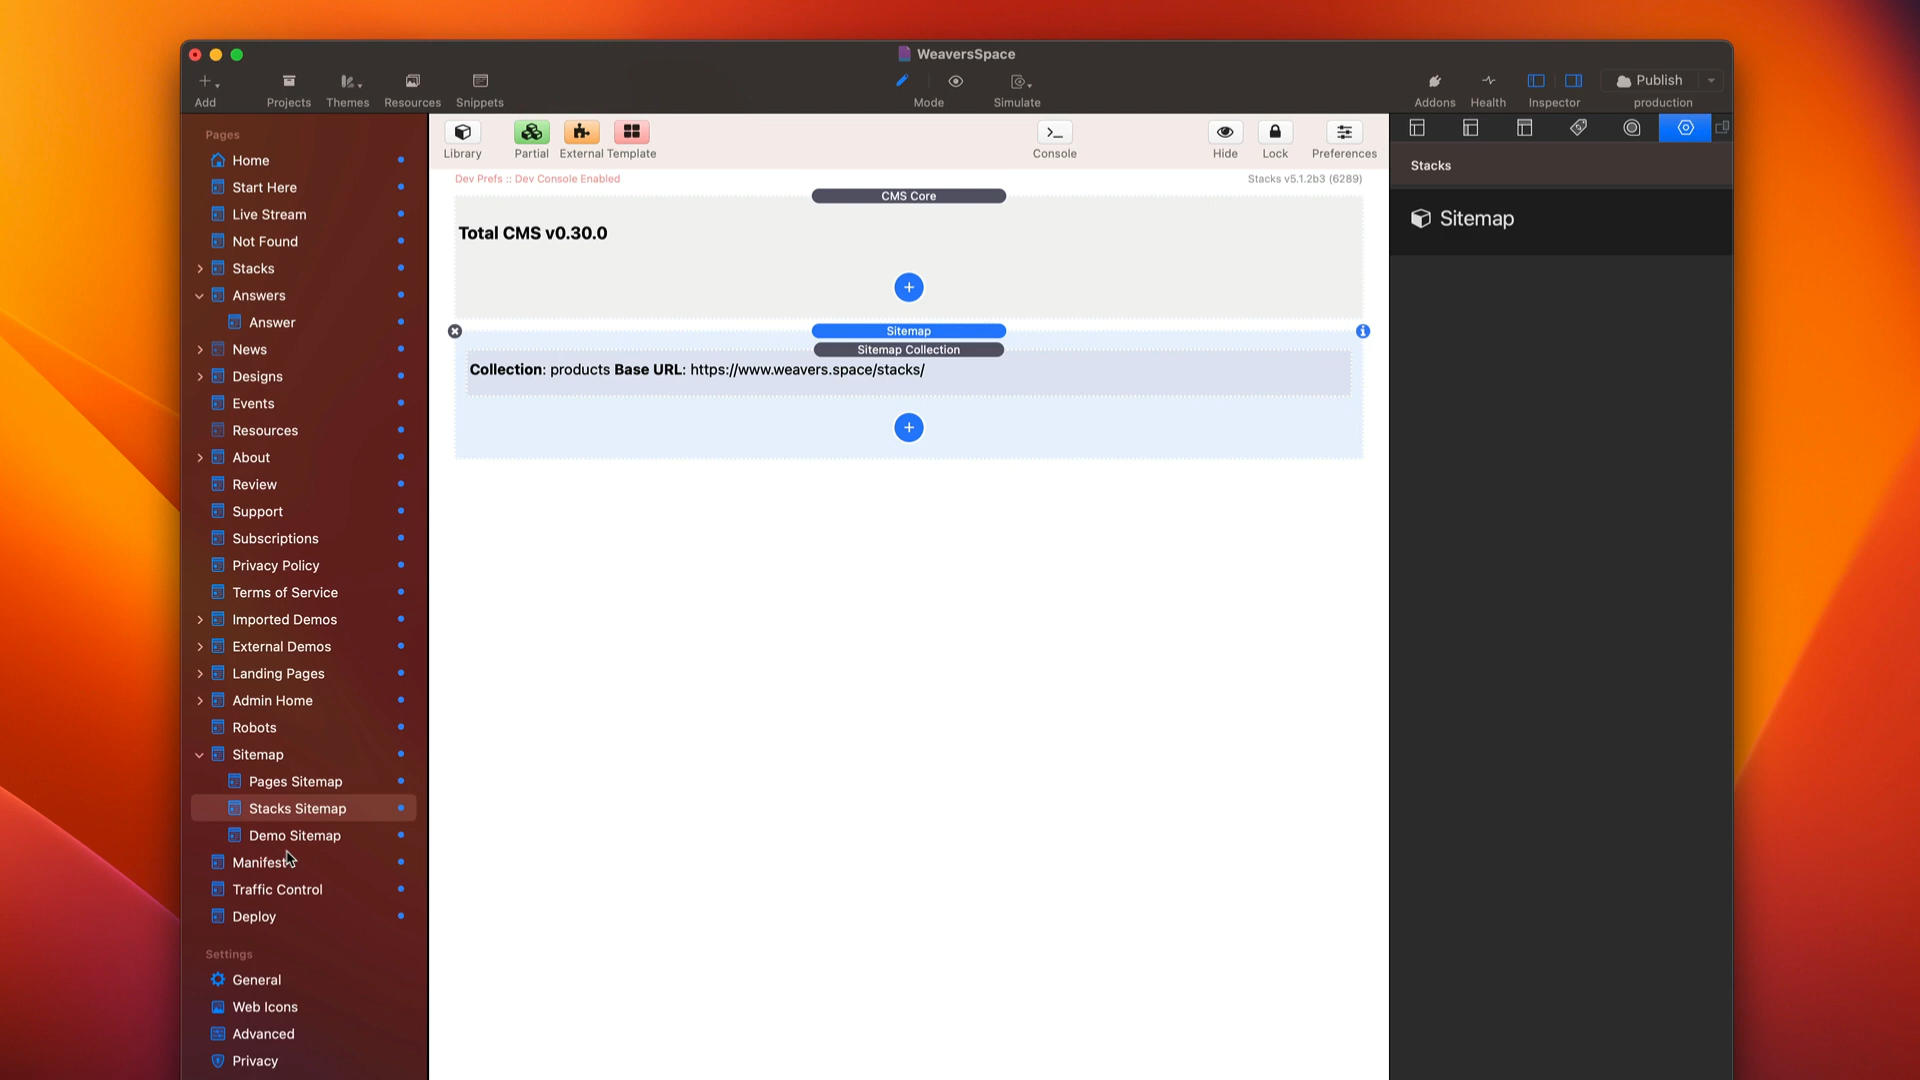 WeaversSpace
Add
Projects
Themes
Resources
Snippets
Mode
Simulate
Addons
Health
Inspector
Publish
production
Pages
Home
Start Here
Live Stream
Not Found
Stacks
Answers
Answer
News
Designs
Events
Resources
About
Review
Support
Subscriptions
Privacy Policy
Terms of Service
Imported Demos
External Demos
Landing Pages
Admin Home
Robots
Sitemap
Pages Sitemap
Stacks Sitemap
Demo Sitemap
Manifest
Traffic Control
Deploy
Settings
General
Web Icons
Advanced
Privacy
Library
Partial
External
Template
Console
Hide
Lock
Preferences
Dev Prefs :: Dev Console Enabled
Stacks v5.1.2b3 (6289)
CMS Core
Total CMS v0.30.0
Sitemap
Sitemap Collection
Collection: products Base URL: https://www.weavers.space/stacks/
Stacks
Sitemap